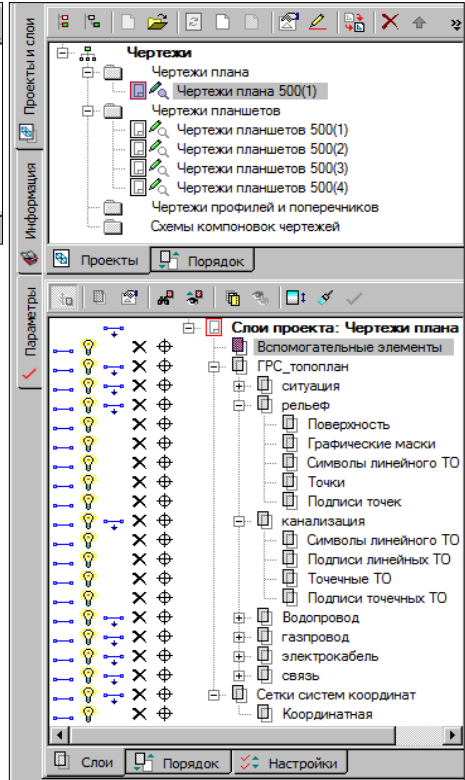 Проекты и слои
Информация
Параметры
Чертежи
Чертежи плана
Чертежи плана 500(1)
Чертежи планшетов
Чертежи планшетов 500(1)
Чертежи планшетов 500(2)
Чертежи планшетов 500(3)
Чертежи планшетов 500(4)
Чертежи профилей и поперечников
Схемы компоновок чертежей
Проекты Порядок
Слои проекта: Чертежи плана
Вспомогательные элементы
ГРС_топоплан
ситуация
рельеф
Поверхность
Графические маски
Символы линейного ТО
Точки
Подписи точек
канализация
Символы линейного ТО
Подписи линейных ТО
Точечные ТО
Подписи точечных ТО
Водопровод
газпровод
электрокабель
связь
Сетки систем координат
Координатная
Слои Порядок Настройки